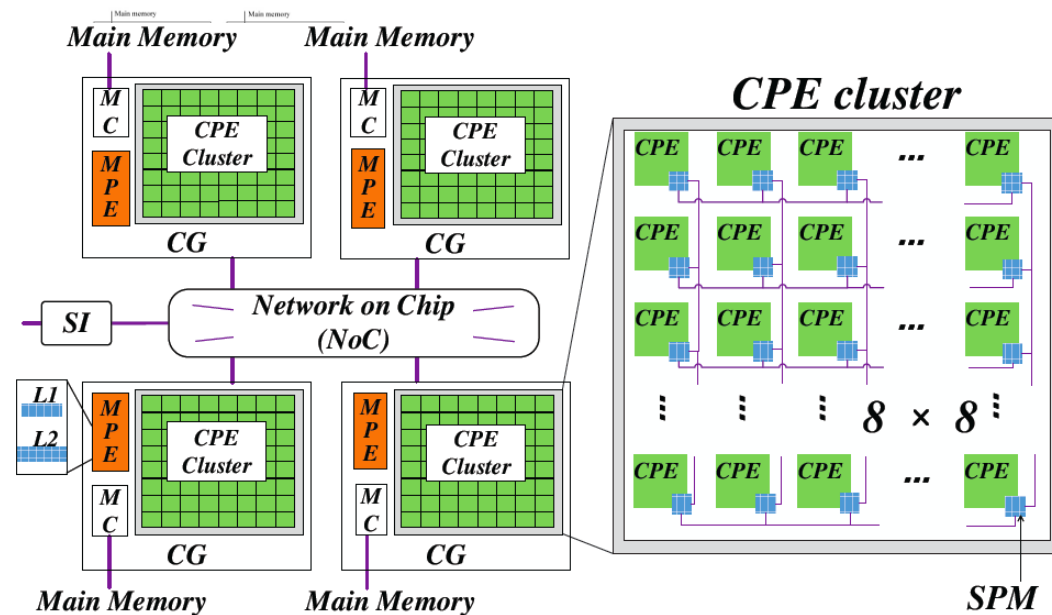 Main memory
Main memory
Main Memory
Main Memory
M
C
M
P
E
CPE
Cluster
CG
M
C
M
P
E
CPE
Cluster
CG
SI
Network on Chip
(NoC)
L1
L2
M
P
E
M
C
CPE
Cluster
CG
M
P
E
M
C
CPE
Cluster
CG
Main Memory
Main Memory
CPE cluster
CPE CPE CPE ... CPE
CPE CPE CPE ... CPE
CPE CPE CPE ... CPE
8 × 8
CPE CPE CPE ... CPE
SPM